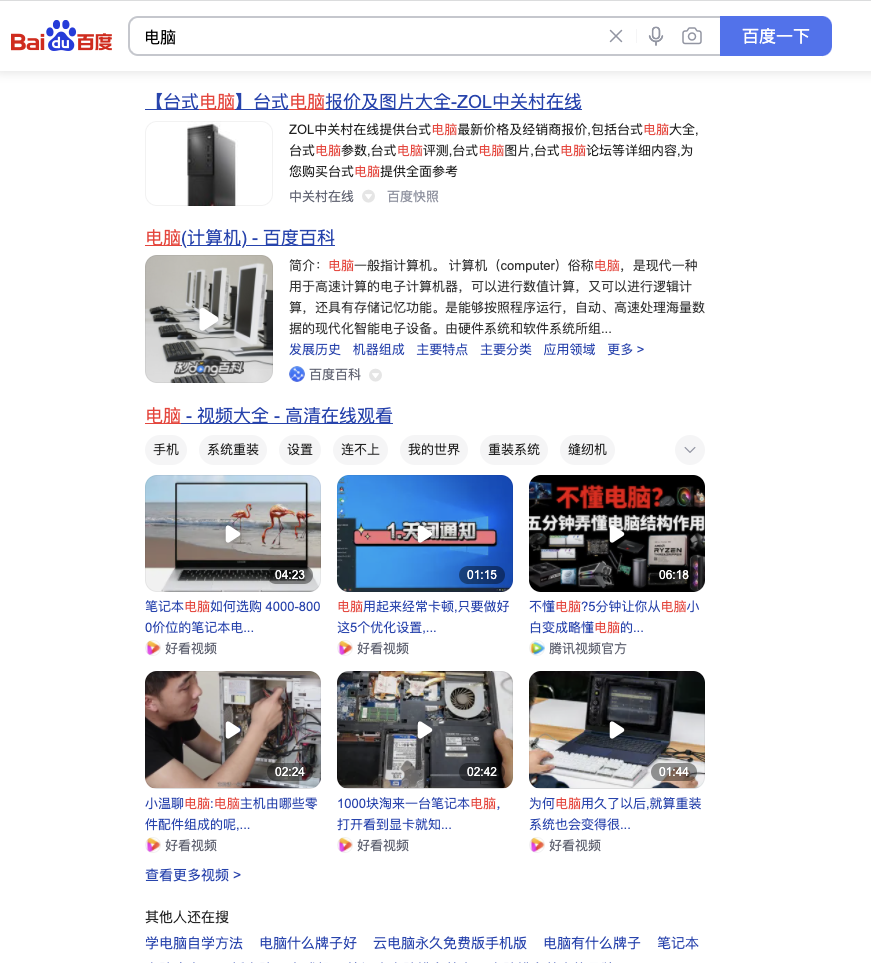 Bai du 百度
电脑
百度一下
【台式电脑】台式电脑报价及图片大全-ZOL中关村在线
ZOL中关村在线提供台式电脑最新价格及经销商报价,包括台式电脑大全,
台式电脑参数,台式电脑评测,台式电脑图片,台式电脑论坛等详细内容,为
您购买台式电脑提供全面参考
中关村在线 百度快照
电脑(计算机) - 百度百科
简介：电脑一般指计算机。 计算机（computer）俗称电脑，是现代一种
用于高速计算的电子计算机器，可以进行数值计算，又可以进行逻辑计
算，还具有存储记忆功能。是能够按照程序运行，自动、高速处理海量数
据的现代化智能电子设备。由硬件系统和软件系统所组...
发展历史 机器组成 主要特点 主要分类 应用领域 更多 >
秒dong百科
百度百科
电脑 - 视频大全 - 高清在线观看
手机 系统重装 设置 连不上 我的世界 重装系统 缝纫机
04:23
1.关闭通知
01:15
不懂电脑?
五分钟弄懂电脑结构作用
RYZEN
06:18
笔记本电脑如何选购 4000-800
0价位的笔记本电...
好看视频
电脑用起来经常卡顿,只要做好
这5个优化设置,...
好看视频
不懂电脑?5分钟让你从电脑小
白变成略懂电脑的...
腾讯视频官方
02:24
02:42
01:44
小温聊电脑:电脑主机由哪些零
件配件组成的呢,...
好看视频
1000块淘来一台笔记本电脑，
打开看到显卡就知...
好看视频
为何电脑用久了以后,就算重装
系统也会变得很...
好看视频
查看更多视频 >
其他人还在搜
学电脑自学方法 电脑什么牌子好 云电脑永久免费版手机版 电脑有什么牌子 笔记本